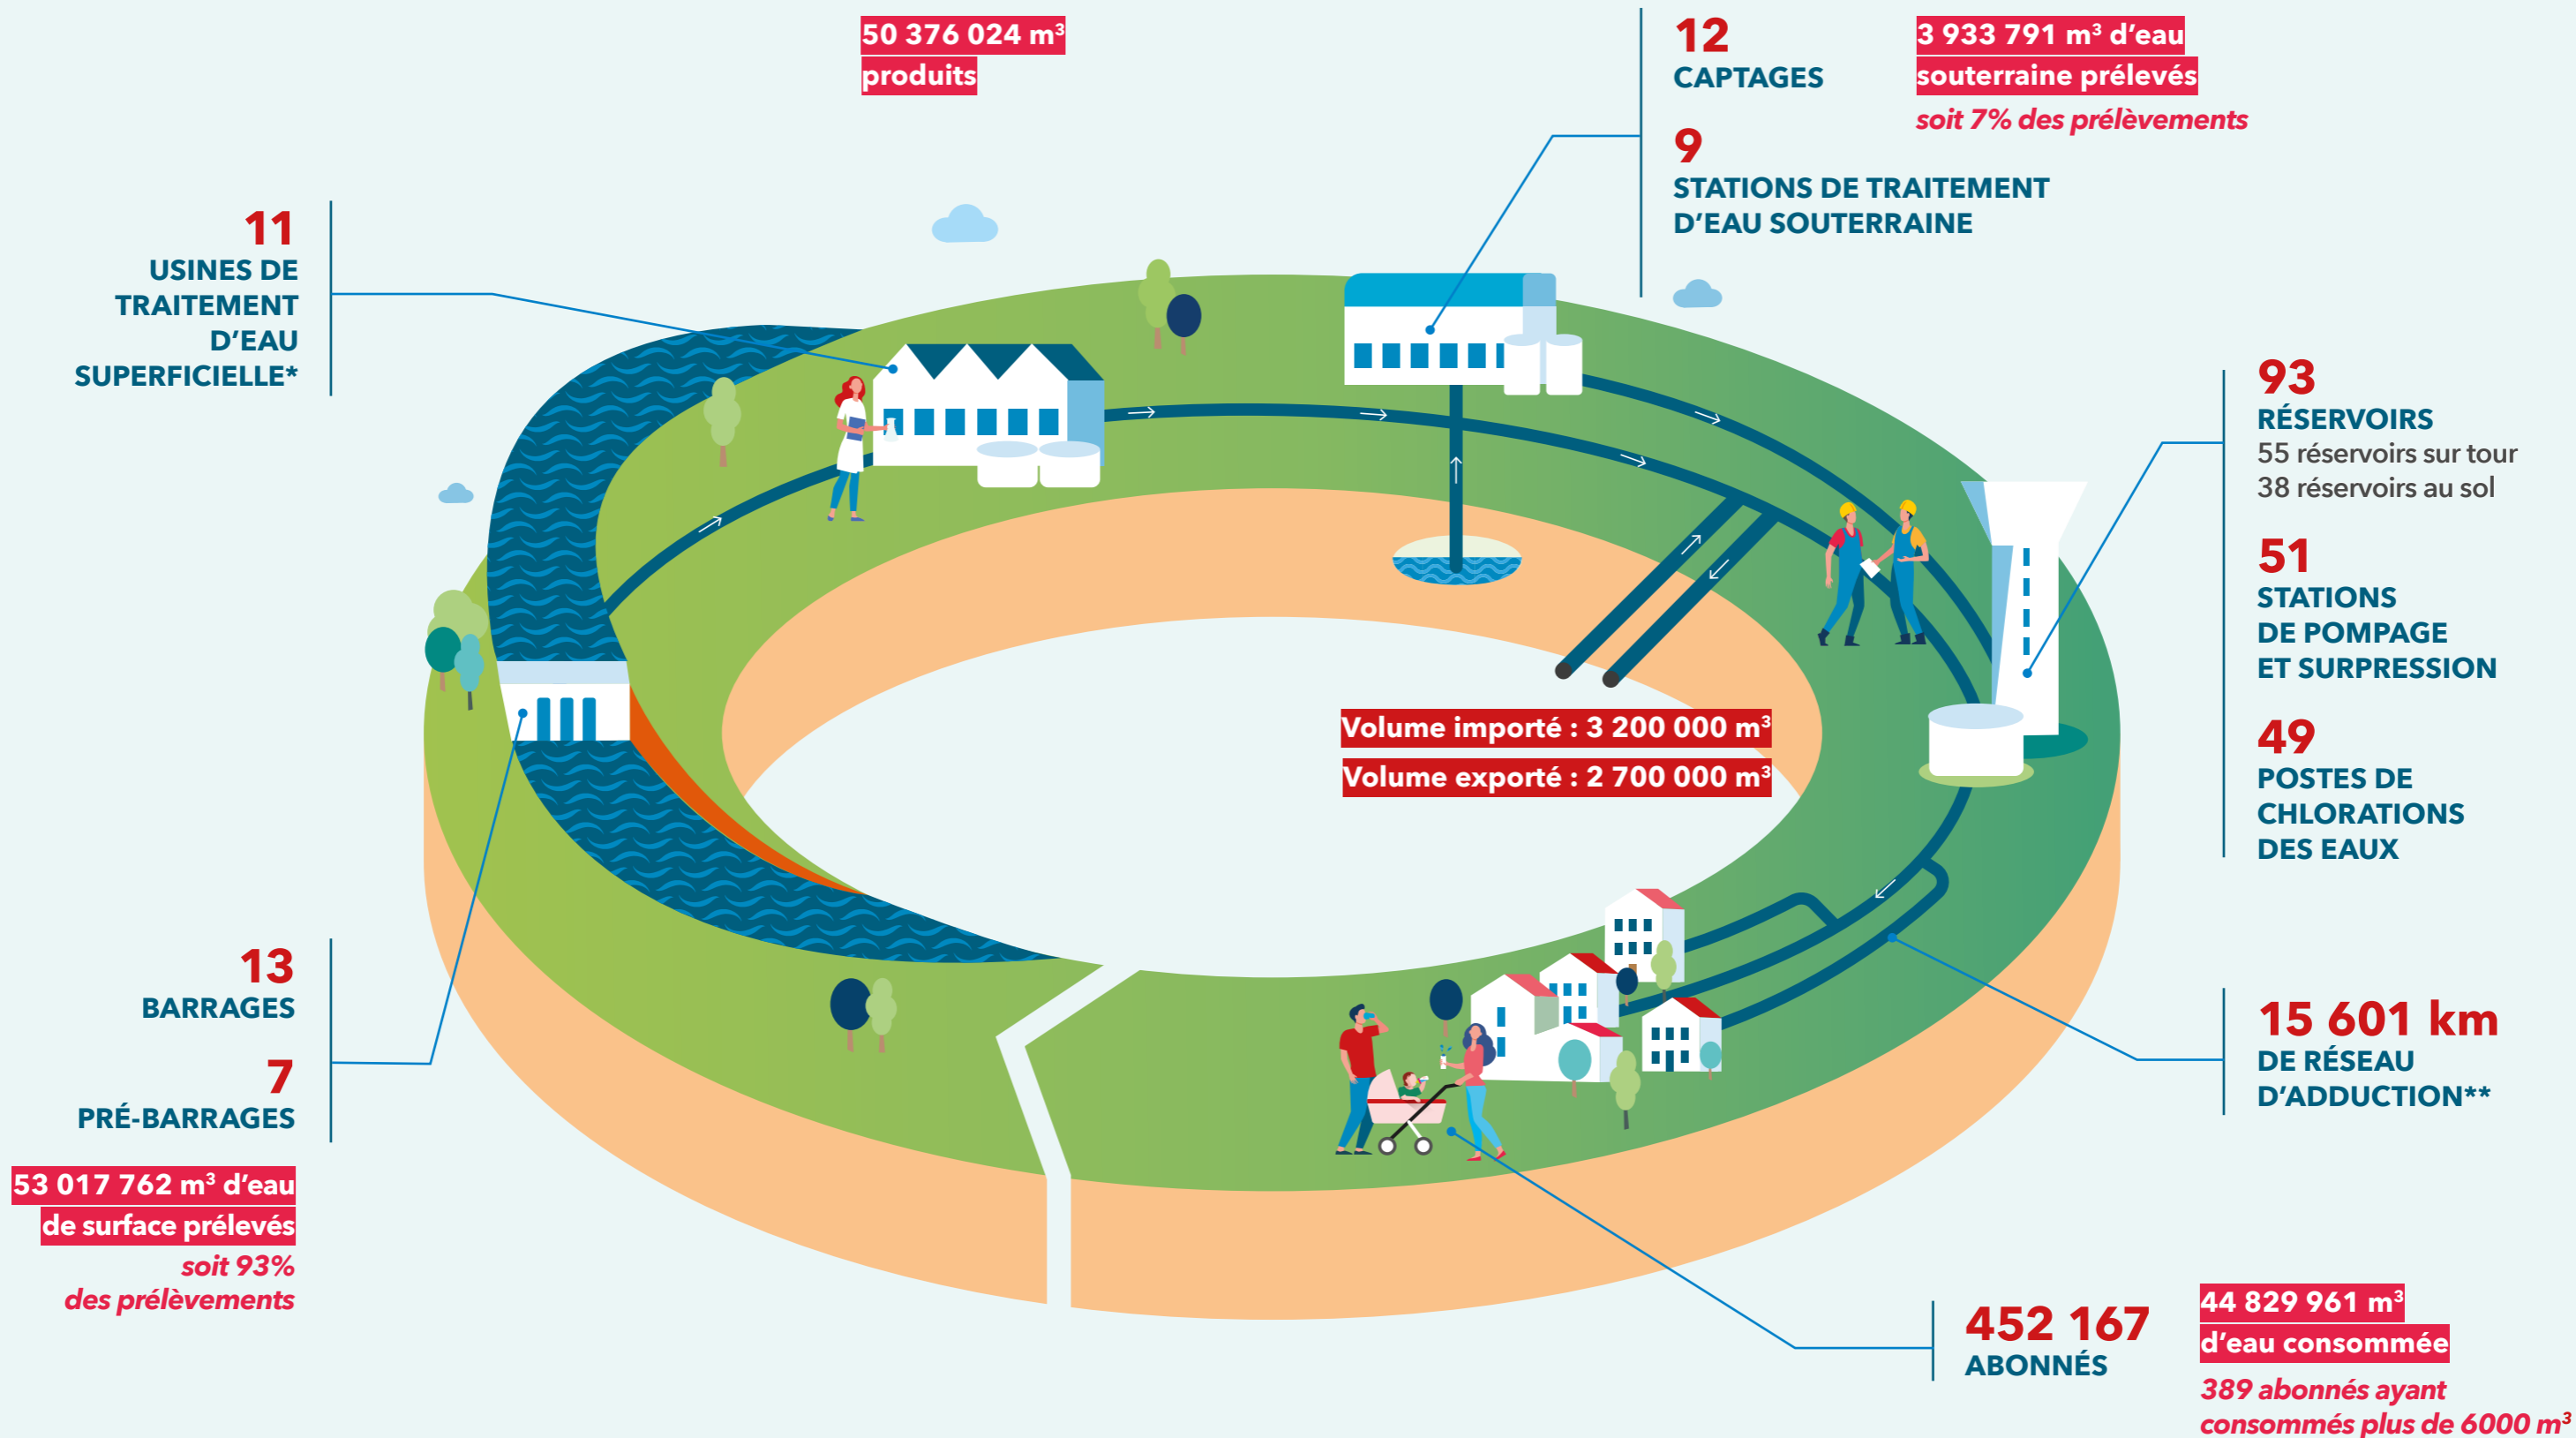 50 376 024 m³
produits
12
CAPTAGES
9
STATIONS DE TRAITEMENT
D'EAU SOUTERRAINE
3 933 791 m³ d'eau
souterraine prélevés
soit 7% des prélèvements
11
USINES DE
TRAITEMENT
D'EAU
SUPERFICIELLE*
93
RÉSERVOIRS
55 réservoirs sur tour
38 réservoirs au sol
51
STATIONS
DE POMPAGE
ET SURPRESSION
49
POSTES DE
CHLORATIONS
DES EAUX
Volume importé : 3 200 000 m³
Volume exporté : 2 700 000 m³
13
BARRAGES
7
PRÉ-BARRAGES
53 017 762 m³ d'eau
de surface prélevés
soit 93%
des prélèvements
15 601 km
DE RÉSEAU
D'ADDUCTION**
452 167
ABONNÉS
44 829 961 m³
d'eau consommée
389 abonnés ayant
consommés plus de 6000 m³